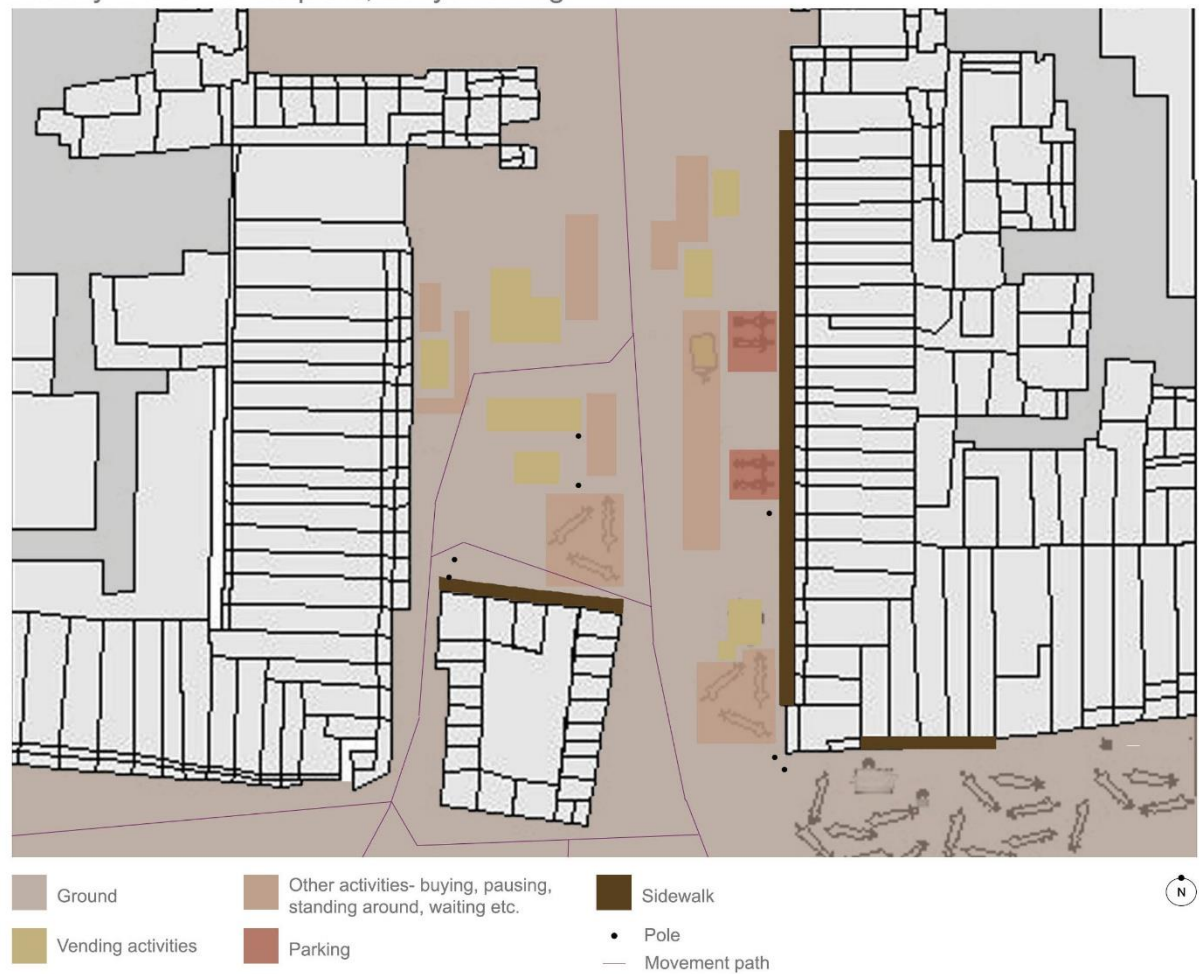 Ground
Other activities- buying, pausing,
standing around, waiting etc.
Sidewalk
N
Vending activities
Parking
Pole
Movement path